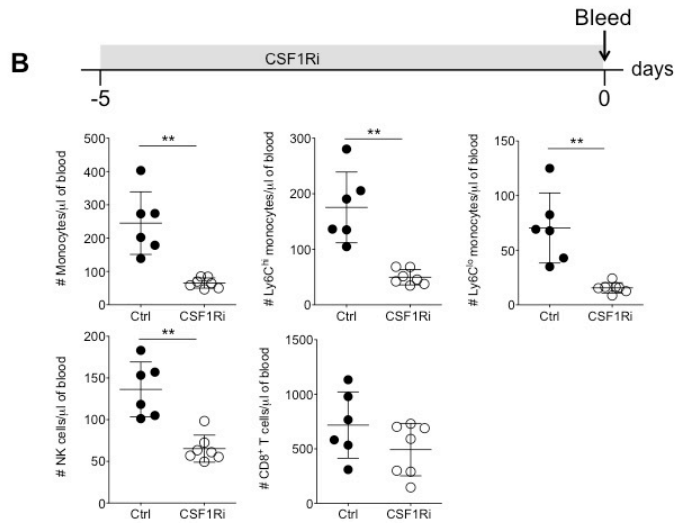 Bleed
B
CSF1Ri
days
-5
0
# Monocytes/µl of blood
500
400
300
200
100
0
**
Ctrl
CSF1Ri
# Ly6Chi monocytes/µl of blood
300
200
100
0
**
Ctrl
CSF1Ri
# Ly6Clo monocytes/µl of blood
150
100
50
0
**
Ctrl
CSF1Ri
# NK cells/µl of blood
200
150
100
50
0
**
Ctrl
CSF1Ri
# CD8+ T cells/µl of blood
1500
1000
500
0
Ctrl
CSF1Ri